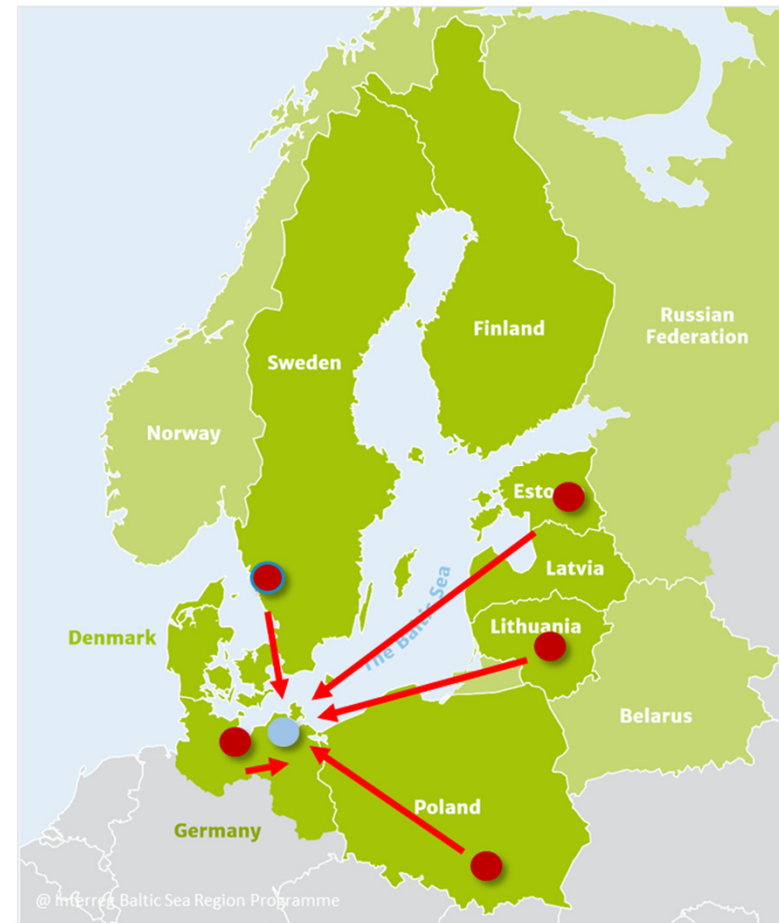 Finland
Russian
Federation
Sweden
Norway
Esto
Latvia
The Baltic Sea
Lithuania
Denmark
Belarus
Poland
Germany
@ Interreg Baltic Sea Region Programme